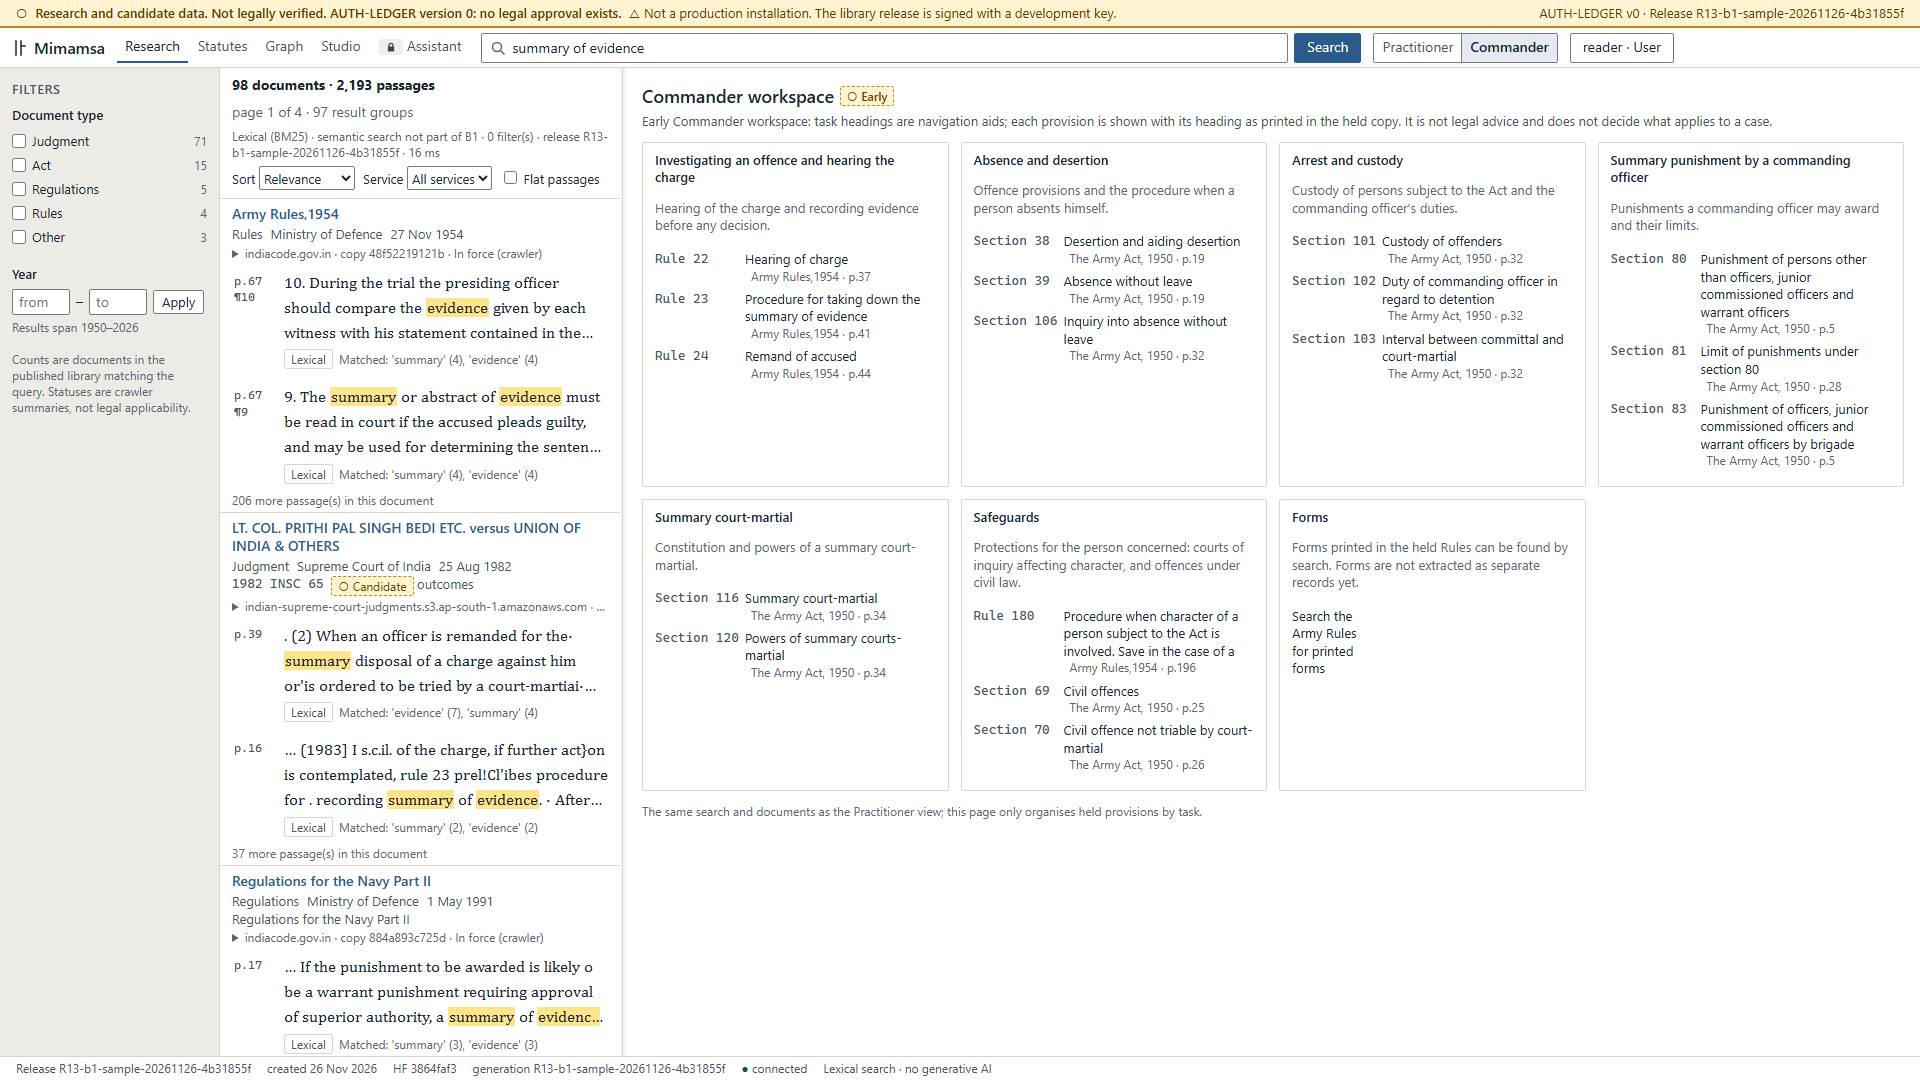 Research and candidate data. Not legally verified. AUTH-LEDGER version 0: no legal approval exists. ⚠ Not a production installation. The library release is signed with a development key.
AUTH-LEDGER v0 · Release R13-b1-sample-20261126-4b31855f
Mimamsa
Research
Statutes
Graph
Studio
Assistant
summary of evidence
Search
Practitioner
Commander
reader · User
FILTERS
Document type
Judgment 71
Act 15
Regulations 5
Rules 4
Other 3
Year
from – to Apply
Results span 1950–2026
Counts are documents in the
published library matching the
query. Statuses are crawler
summaries, not legal applicability.
98 documents · 2,193 passages
page 1 of 4 · 97 result groups
Lexical (BM25) · semantic search not part of B1 · 0 filter(s) · release R13-
b1-sample-20261126-4b31855f · 16 ms
Sort Relevance Service All services Flat passages
Army Rules,1954
Rules Ministry of Defence 27 Nov 1954
▶ indiacode.gov.in · copy 48f52219121b · In force (crawler)
p.67
¶10
10. During the trial the presiding officer
should compare the evidence given by each
witness with his statement contained in the...
Lexical Matched: 'summary' (4), 'evidence' (4)
p.67
¶9
9. The summary or abstract of evidence must
be read in court if the accused pleads guilty,
and may be used for determining the senten...
Lexical Matched: 'summary' (4), 'evidence' (4)
206 more passage(s) in this document
LT. COL. PRITHI PAL SINGH BEDI ETC. versus UNION OF
INDIA & OTHERS
Judgment Supreme Court of India 25 Aug 1982
1982 INSC 65 Candidate outcomes
▶ indian-supreme-court-judgments.s3.ap-south-1.amazonaws.com · ...
p.39
. (2) When an officer is remanded for the·
summary disposal of a charge against him
or'is ordered to be tried by a court-martiai·...
Lexical Matched: 'evidence' (7), 'summary' (4)
p.16
... (1983] I s.c.il. of the charge, if further act}on
is contemplated, rule 23 prel!Cl'ibes procedure
for . recording summary of evidence. · After...
Lexical Matched: 'summary' (2), 'evidence' (2)
37 more passage(s) in this document
Regulations for the Navy Part II
Regulations Ministry of Defence 1 May 1991
Regulations for the Navy Part II
▶ indiacode.gov.in · copy 884a893c725d · In force (crawler)
p.17
... If the punishment to be awarded is likely o
be a warrant punishment requiring approval
of superior authority, a summary of evidenc...
Lexical Matched: 'summary' (3), 'evidence' (3)
Commander workspace Early
Early Commander workspace: task headings are navigation aids; each provision is shown with its heading as printed in the held copy. It is not legal advice and does not decide what applies to a case.
Investigating an offence and hearing the
charge
Hearing of the charge and recording evidence
before any decision.
Rule 22 Hearing of charge
Army Rules,1954 · p.37
Rule 23 Procedure for taking down the
summary of evidence
Army Rules,1954 · p.41
Rule 24 Remand of accused
Army Rules,1954 · p.44
Absence and desertion
Offence provisions and the procedure when a
person absents himself.
Section 38 Desertion and aiding desertion
The Army Act, 1950 · p.19
Section 39 Absence without leave
The Army Act, 1950 · p.19
Section 106 Inquiry into absence without
leave
The Army Act, 1950 · p.32
Arrest and custody
Custody of persons subject to the Act and the
commanding officer's duties.
Section 101 Custody of offenders
The Army Act, 1950 · p.32
Section 102 Duty of commanding officer in
regard to detention
The Army Act, 1950 · p.32
Section 103 Interval between committal and
court-martial
The Army Act, 1950 · p.32
Summary punishment by a commanding
officer
Punishments a commanding officer may award
and their limits.
Section 80 Punishment of persons other
than officers, junior
commissioned officers and
warrant officers
The Army Act, 1950 · p.5
Section 81 Limit of punishments under
section 80
The Army Act, 1950 · p.28
Section 83 Punishment of officers, junior
commissioned officers and
warrant officers by brigade
The Army Act, 1950 · p.5
Summary court-martial
Constitution and powers of a summary court-
martial.
Section 116 Summary court-martial
The Army Act, 1950 · p.34
Section 120 Powers of summary courts-
martial
The Army Act, 1950 · p.34
Safeguards
Protections for the person concerned: courts of
inquiry affecting character, and offences under
civil law.
Rule 180 Procedure when character of a
person subject to the Act is
involved. Save in the case of a
Army Rules,1954 · p.196
Section 69 Civil offences
The Army Act, 1950 · p.25
Section 70 Civil offence not triable by court-
martial
The Army Act, 1950 · p.26
Forms
Forms printed in the held Rules can be found by
search. Forms are not extracted as separate
records yet.
Search the
Army Rules
for printed
forms
The same search and documents as the Practitioner view; this page only organises held provisions by task.
Release R13-b1-sample-20261126-4b31855f created 26 Nov 2026 HF 3864faf3 generation R13-b1-sample-20261126-4b31855f ● connected Lexical search · no generative AI